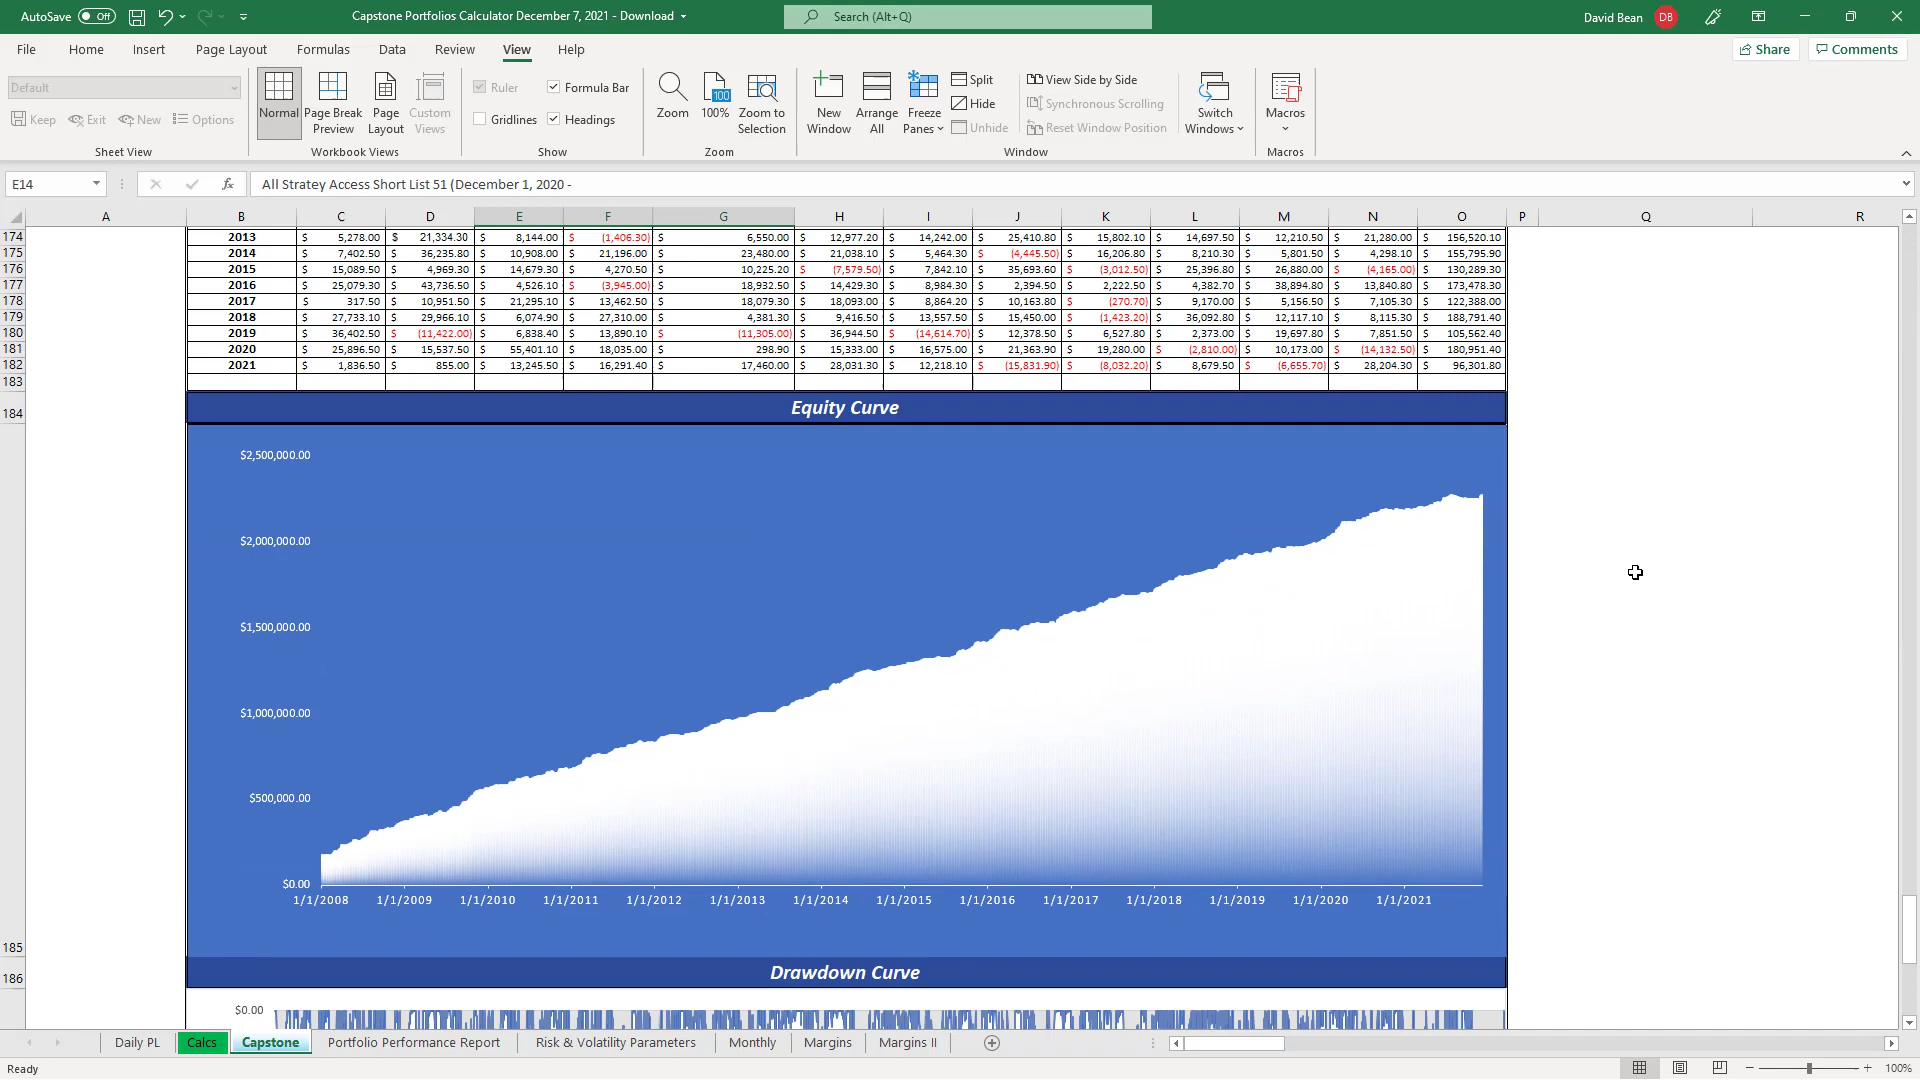 AutoSave Off Capstone Portfolios Calculator December 7, 2021 - Download Search (Alt+Q) David Bean DB
File Home Insert Page Layout Formulas Data Review View Help Share Comments
Default
Keep Exit New Options
Sheet View
Normal Page Break Preview Page Layout Custom Views
Workbook Views
Ruler Formula Bar
Gridlines Headings
Show
Zoom 100 100% Zoom to Selection
Zoom
New Window Arrange All Freeze Panes
Split View Side by Side
Hide Synchronous Scrolling
Unhide Reset Window Position
Switch Windows
Window
Macros
Macros
E14 fx All Stratey Access Short List 51 (December 1, 2020 -
A B C D E F G H I J K L M N O P Q R
174 2013 $ 5,278.00 $ 21,334.30 $ 8,144.00 $ (1,406.30) $ 6,550.00 $ 12,977.20 $ 14,242.00 $ 25,410.80 $ 15,802.10 $ 14,697.50 $ 12,210.50 $ 21,280.00 $ 156,520.10
175 2014 $ 7,402.50 $ 36,235.80 $ 10,908.00 $ 21,196.00 $ 23,480.00 $ 21,038.10 $ 5,464.30 $ (4,445.50) $ 16,206.80 $ 8,210.30 $ 5,801.50 $ 4,298.10 $ 155,795.90
176 2015 $ 15,089.50 $ 4,969.30 $ 14,679.30 $ 4,270.50 $ 10,225.20 $ (7,579.50) $ 7,842.10 $ 35,693.60 $ (3,012.50) $ 25,396.80 $ 26,880.00 $ (4,165.00) $ 130,289.30
177 2016 $ 25,079.30 $ 43,736.50 $ 4,526.10 $ (3,945.00) $ 18,932.50 $ 14,429.30 $ 8,984.30 $ 2,394.50 $ 2,222.50 $ 4,382.70 $ 38,894.80 $ 13,840.80 $ 173,478.30
178 2017 $ 317.50 $ 10,951.50 $ 21,295.10 $ 13,462.50 $ 18,079.30 $ 18,093.00 $ 8,864.20 $ 10,163.80 $ (270.70) $ 9,170.00 $ 5,156.50 $ 7,105.30 $ 122,388.00
179 2018 $ 27,733.10 $ 29,966.10 $ 6,074.90 $ 27,310.00 $ 4,381.30 $ 9,416.50 $ 13,557.50 $ 15,450.00 $ (1,423.20) $ 36,092.80 $ 12,117.10 $ 8,115.30 $ 188,791.40
180 2019 $ 36,402.50 $ (11,422.00) $ 6,838.40 $ 13,890.10 $ (11,305.00) $ 36,944.50 $ (14,614.70) $ 12,378.50 $ 6,527.80 $ 2,373.00 $ 19,697.80 $ 7,851.50 $ 105,562.40
181 2020 $ 25,896.50 $ 15,537.50 $ 55,401.10 $ 18,035.00 $ 298.90 $ 15,333.00 $ 16,575.00 $ 21,363.90 $ 19,280.00 $ (2,810.00) $ 10,173.00 $ (14,132.50) $ 180,951.40
182 2021 $ 1,836.50 $ 855.00 $ 13,245.50 $ 16,291.40 $ 17,460.00 $ 28,031.30 $ 12,218.10 $ (15,831.90) $ (8,032.20) $ 8,679.50 $ (6,655.70) $ 28,204.30 $ 96,301.80
183
184 Equity Curve
$2,500,000.00
$2,000,000.00
$1,500,000.00
$1,000,000.00
$500,000.00
$0.00
1/1/2008 1/1/2009 1/1/2010 1/1/2011 1/1/2012 1/1/2013 1/1/2014 1/1/2015 1/1/2016 1/1/2017 1/1/2018 1/1/2019 1/1/2020 1/1/2021
185
186 Drawdown Curve
$0.00
Daily PL Calcs Capstone Portfolio Performance Report Risk & Volatility Parameters Monthly Margins Margins II
Ready 100%